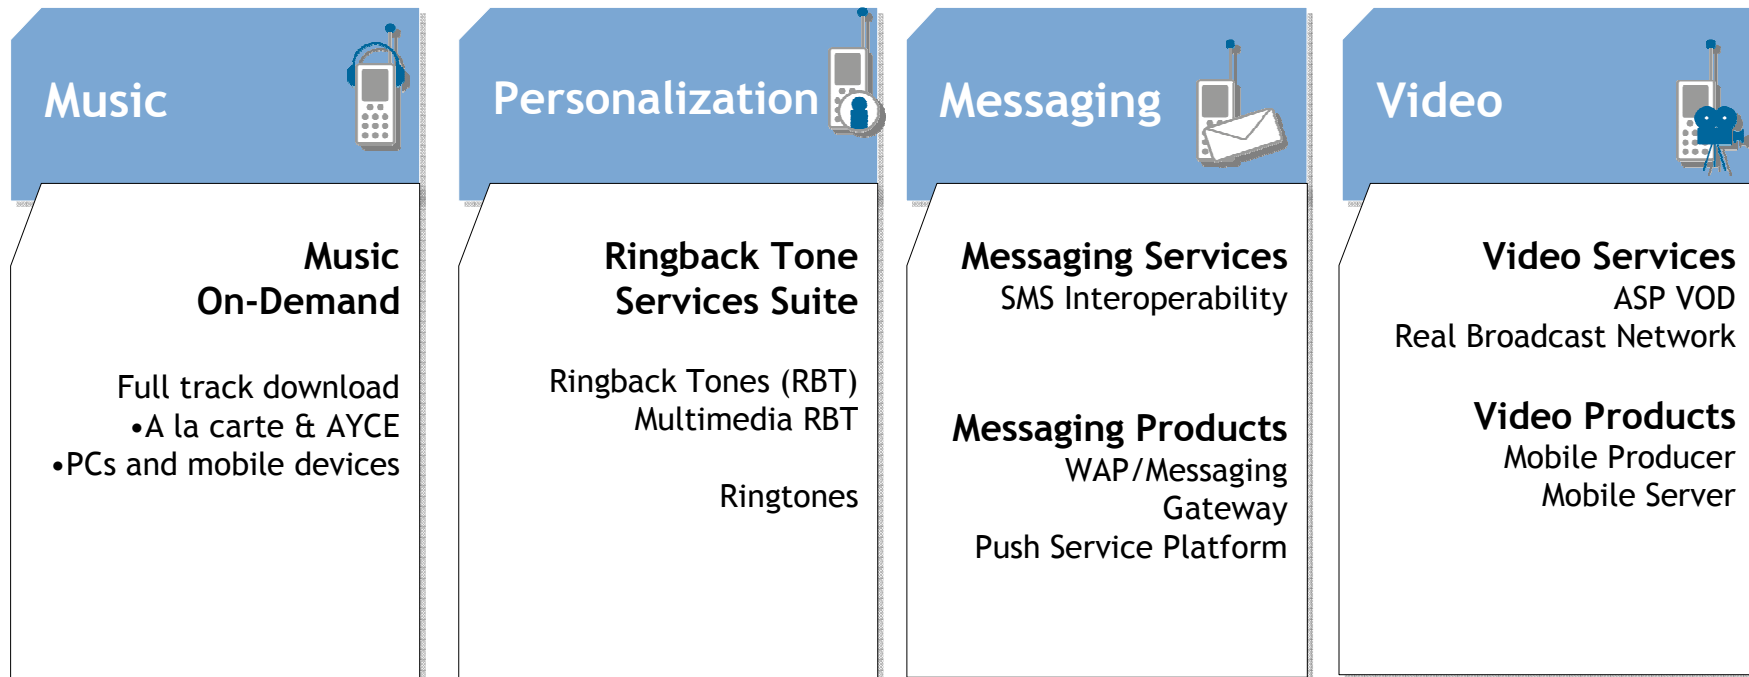 Music
Music
On-Demand
Full track download
•A la carte & AYCE
•PCs and mobile devices
Personalization
Ringback Tone
Services Suite
Ringback Tones (RBT)
Multimedia RBT
Ringtones
Messaging
Messaging Services
SMS Interoperability
Messaging Products
WAP/Messaging
Gateway
Push Service Platform
Video
Video Services
ASP VOD
Real Broadcast Network
Video Products
Mobile Producer
Mobile Server